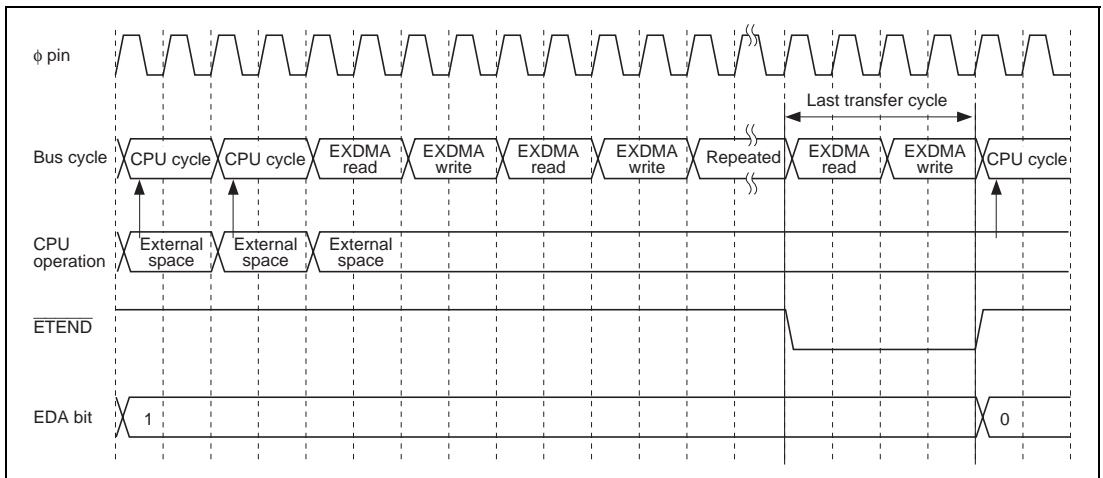 φ pin
Last transfer cycle
Bus cycle
CPU cycle
CPU cycle
EXDMA
read
EXDMA
write
EXDMA
read
EXDMA
write
Repeated
EXDMA
read
EXDMA
write
CPU cycle
CPU
operation
External
space
External
space
External
space
ETEND
EDA bit
1
0